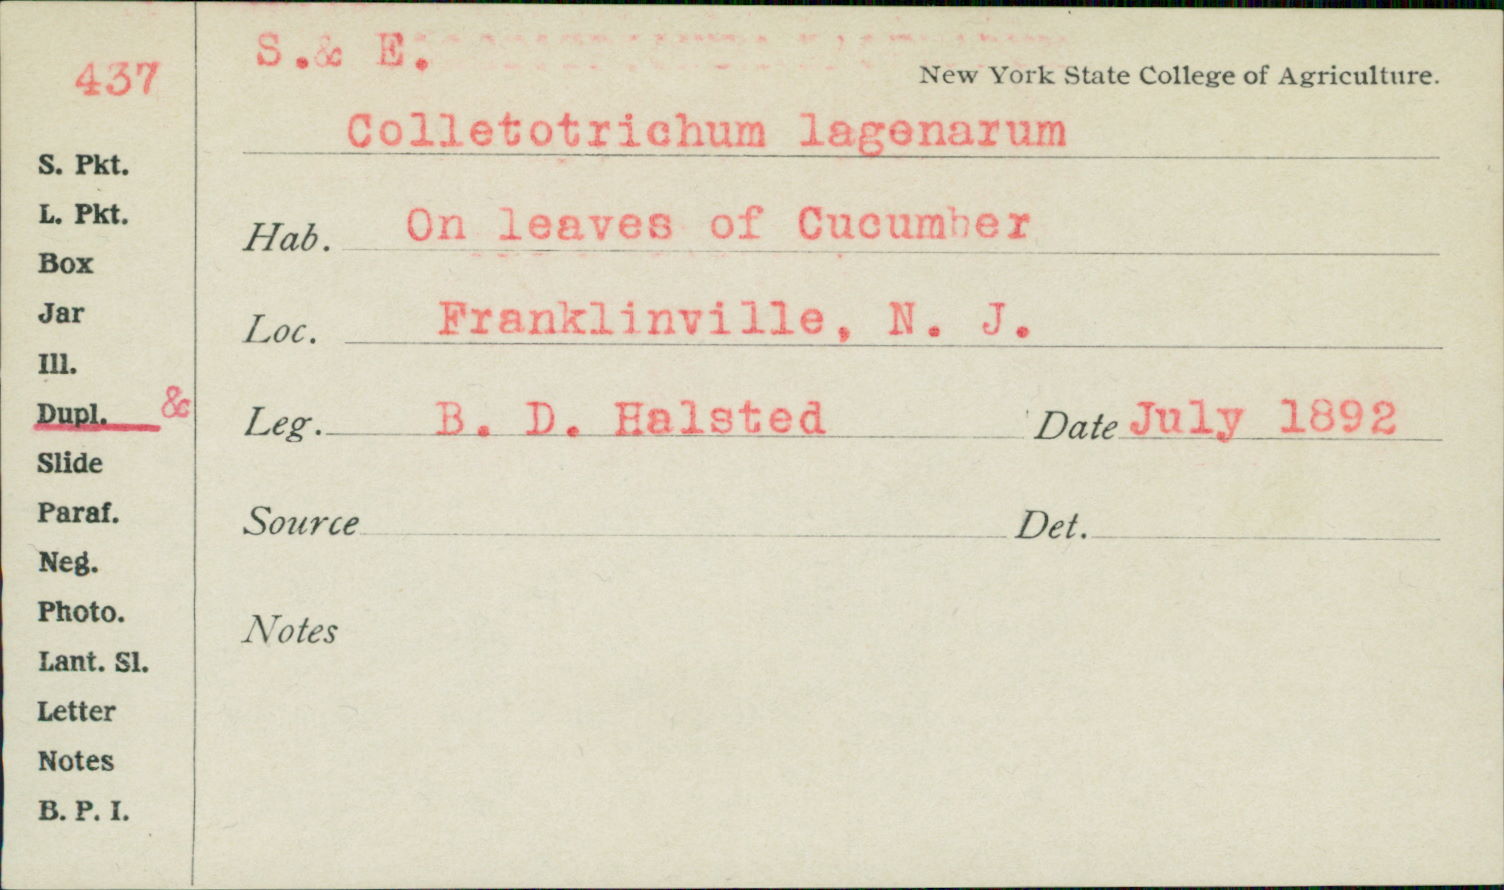 437
S. Pkt.
L. Pkt.
Box
Jar
Ill.
Dupl. &
Slide
Paraf.
Neg.
Photo.
Lant. Sl.
Letter
Notes
B. P. I.
S.& E.
New York State College of Agriculture.
Colletotrichum lagenarum
Hab. On leaves of Cucumber
Loc. Franklinville, N. J.
Leg. B. D. Halsted Date July 1892
Source Det.
Notes